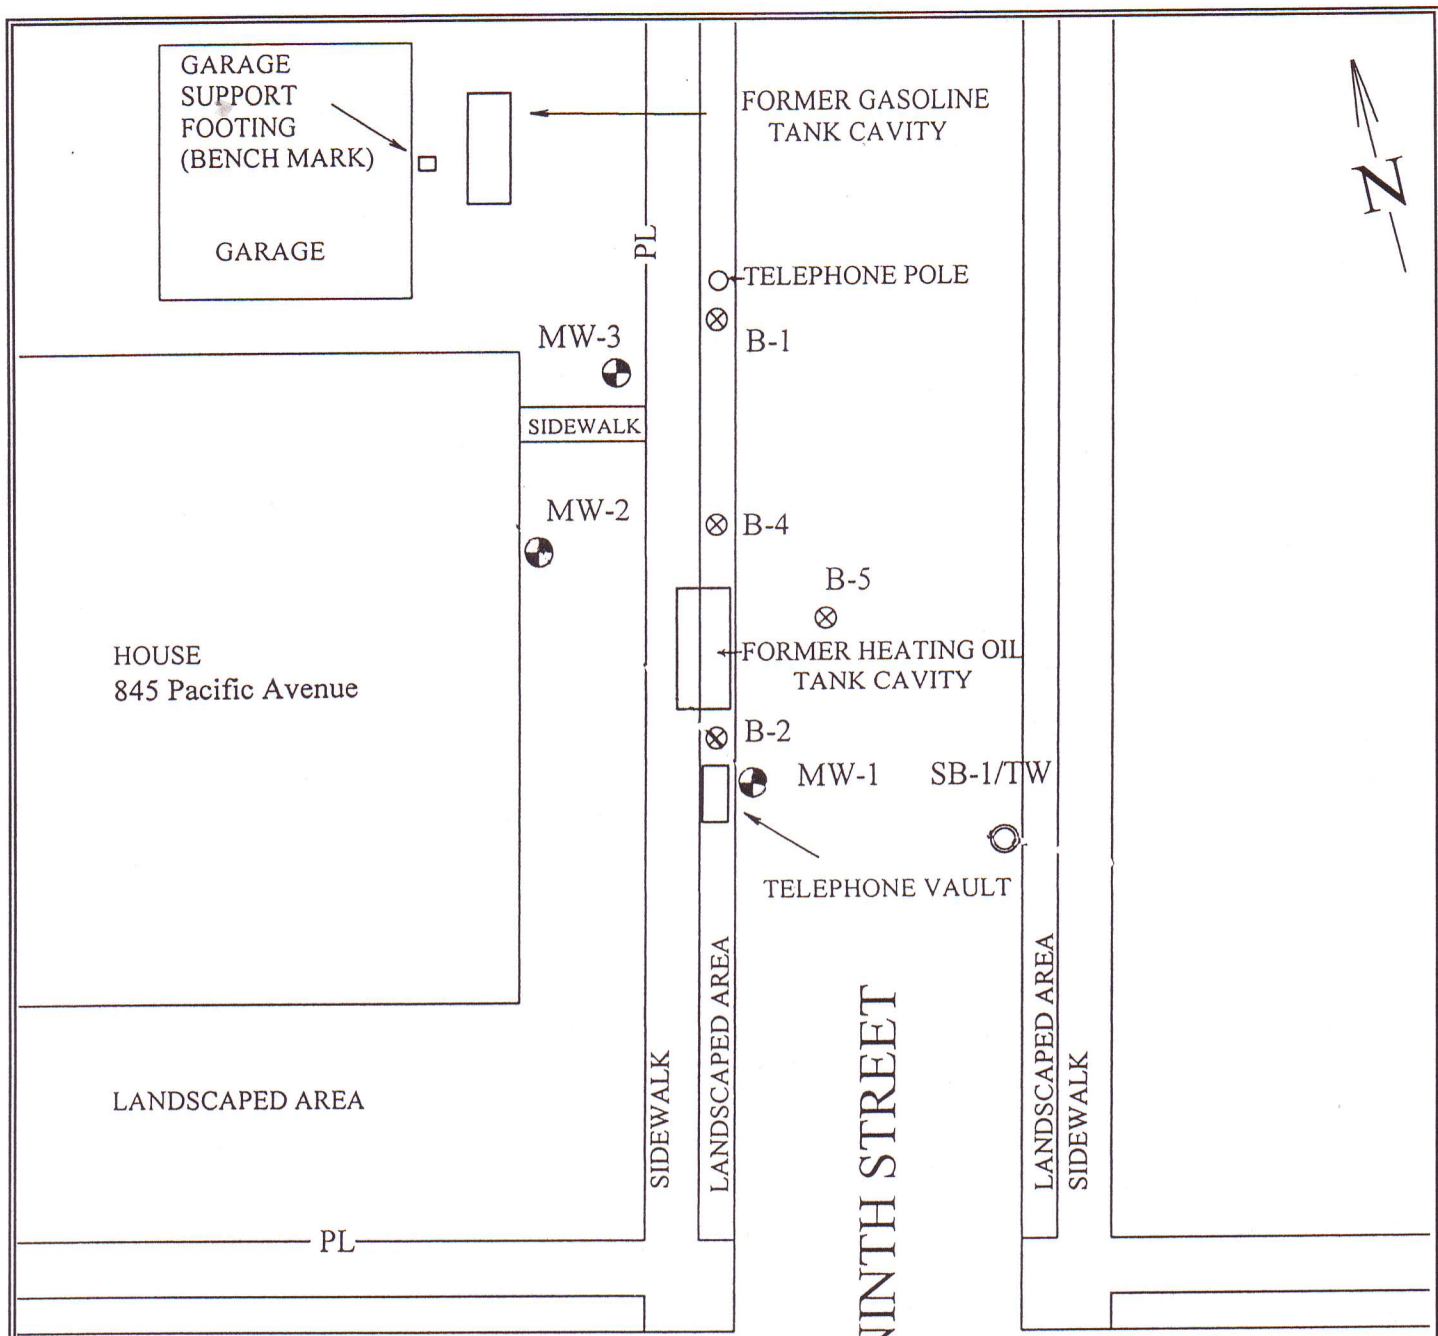 GARAGE
SUPPORT
FOOTING
(BENCH MARK)
FORMER GASOLINE
TANK CAVITY
N
GARAGE
PL
TELEPHONE POLE
MW-3
B-1
SIDEWALK
MW-2
B-4
B-5
HOUSE
845 Pacific Avenue
FORMER HEATING OIL
TANK CAVITY
B-2
MW-1
SB-1/TW
TELEPHONE VAULT
LANDSCAPED AREA
SIDEWALK
LANDSCAPED AREA
NINTH STREET
LANDSCAPED AREA
SIDEWALK
PL